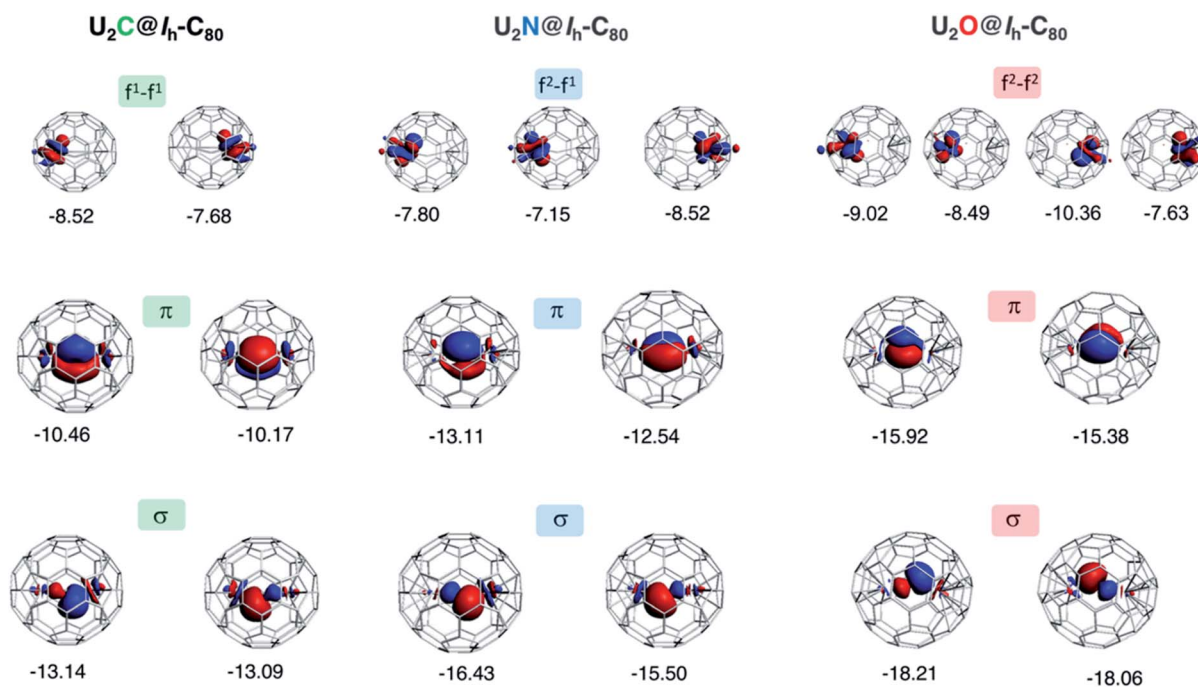 U₂C@Iₕ-C₈₀ U₂N@Iₕ-C₈₀ U₂O@Iₕ-C₈₀
f¹-f¹ f²-f¹ f²-f²
-8.52 -7.68 -7.80 -7.15 -8.52 -9.02 -8.49 -10.36 -7.63
π π π
-10.46 -10.17 -13.11 -12.54 -15.92 -15.38
σ σ σ
-13.14 -13.09 -16.43 -15.50 -18.21 -18.06